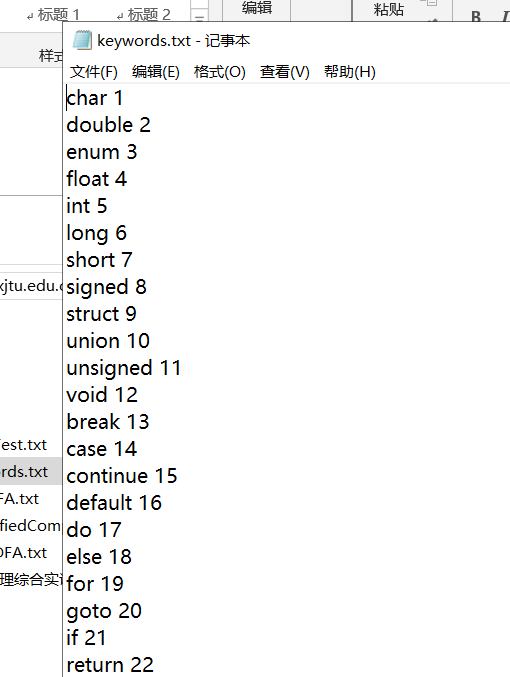 标题 1
标题 2
编辑
粘贴
B
I
样式
keywords.txt - 记事本
文件(F) 编辑(E) 格式(O) 查看(V) 帮助(H)
char 1
double 2
enum 3
float 4
int 5
long 6
short 7
signed 8
struct 9
union 10
unsigned 11
void 12
break 13
case 14
continue 15
default 16
do 17
else 18
for 19
goto 20
if 21
return 22
xjtu.edu.c
est.txt
rds.txt
FA.txt
ifiedCom
DFA.txt
理综合实